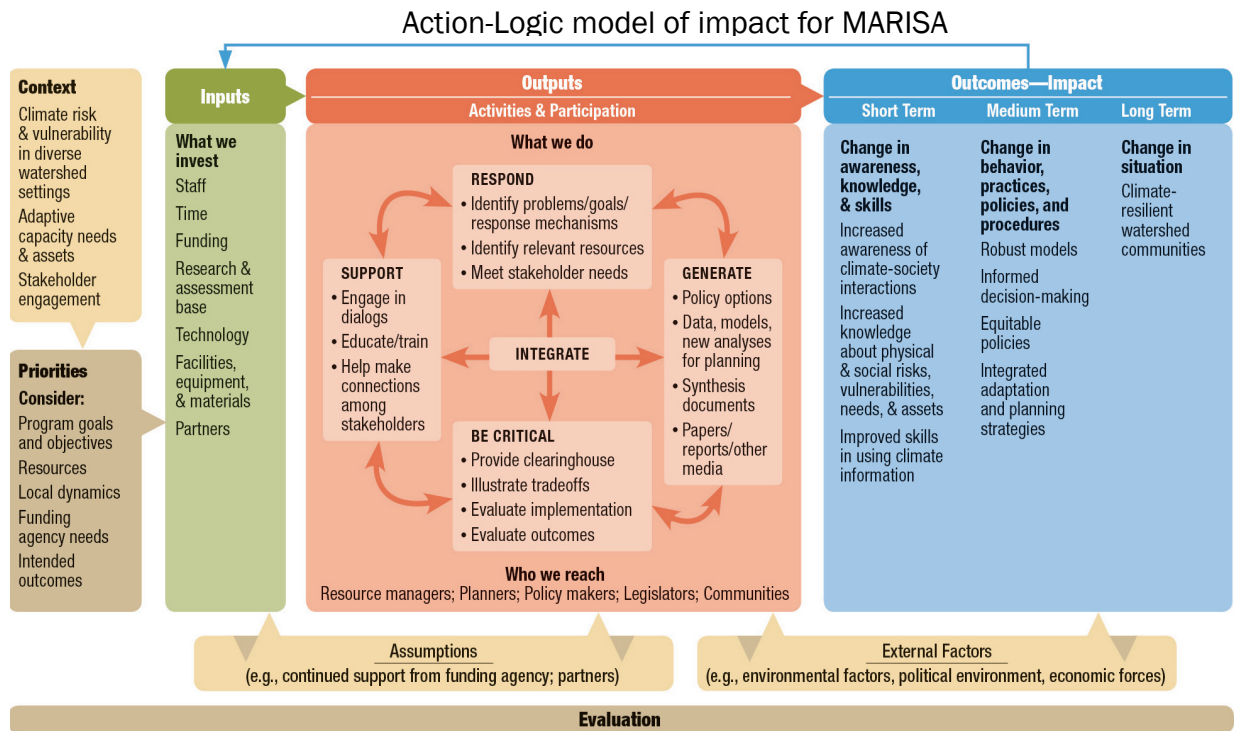 Action-Logic model of impact for MARISA
Context
Climate risk
& vulnerability
in diverse
watershed
settings
Adaptive
capacity needs
& assets
Stakeholder
engagement
Priorities
Consider:
Program goals
and objectives
Resources
Local dynamics
Funding
agency needs
Intended
outcomes
Inputs
What we
invest
Staff
Time
Funding
Research &
assessment
base
Technology
Facilities,
equipment,
& materials
Partners
Outputs
Activities & Participation
What we do
RESPOND
• Identify problems/goals/
response mechanisms
• Identify relevant resources
• Meet stakeholder needs
SUPPORT
• Engage in
dialogs
• Educate/train
• Help make
connections
among
stakeholders
INTEGRATE
GENERATE
• Policy options
• Data, models,
new analyses
for planning
• Synthesis
documents
• Papers/
reports/other
media
BE CRITICAL
• Provide clearinghouse
• Illustrate tradeoffs
• Evaluate implementation
• Evaluate outcomes
Who we reach
Resource managers; Planners; Policy makers; Legislators; Communities
Outcomes—Impact
Short Term
Medium Term
Long Term
Change in
awareness,
knowledge,
& skills
Increased
awareness of
climate-society
interactions
Increased
knowledge
about physical
& social risks,
vulnerabilities,
needs, & assets
Improved skills
in using climate
information
Change in
behavior,
practices,
policies, and
procedures
Robust models
Informed
decision-making
Equitable
policies
Integrated
adaptation
and planning
strategies
Change in
situation
Climate-
resilient
watershed
communities
Assumptions
(e.g., continued support from funding agency; partners)
External Factors
(e.g., environmental factors, political environment, economic forces)
Evaluation